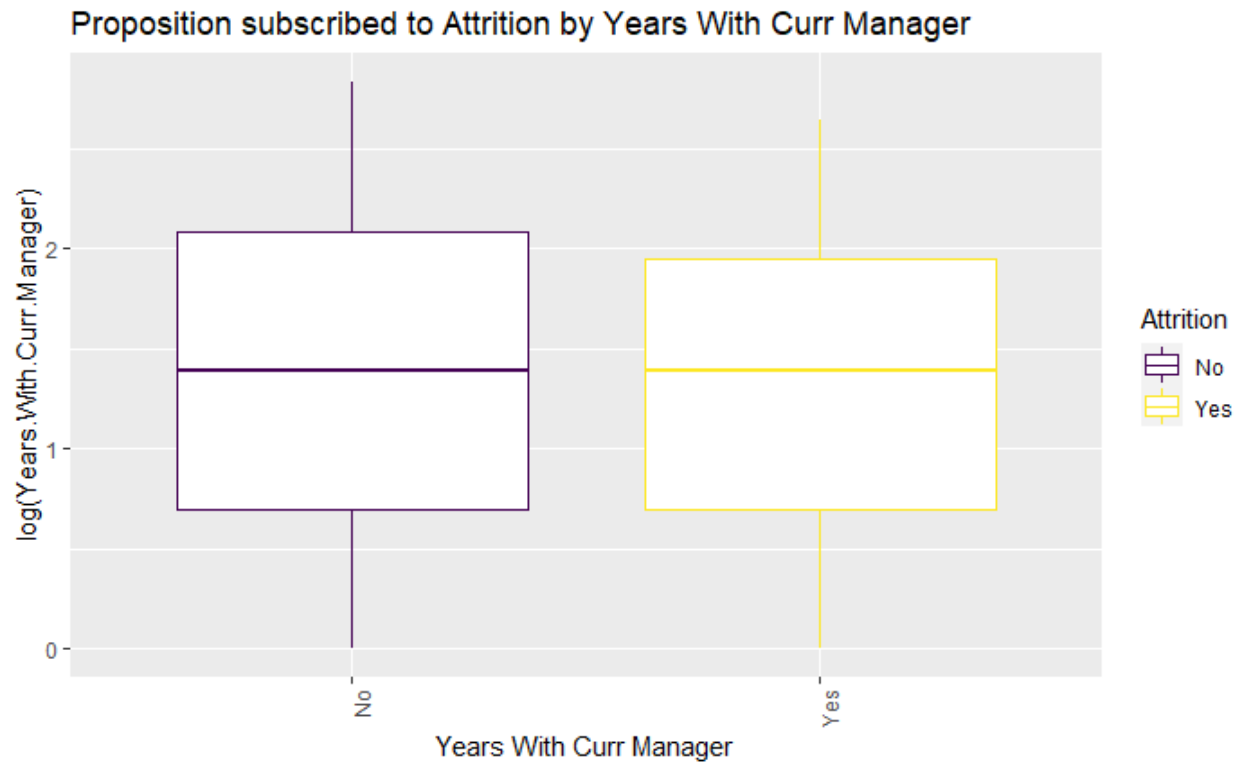 Proposition subscribed to Attrition by Years With Curr Manager
log(Years.With.Curr.Manager)
2
1
0
No
Yes
Years With Curr Manager
Attrition
No
Yes